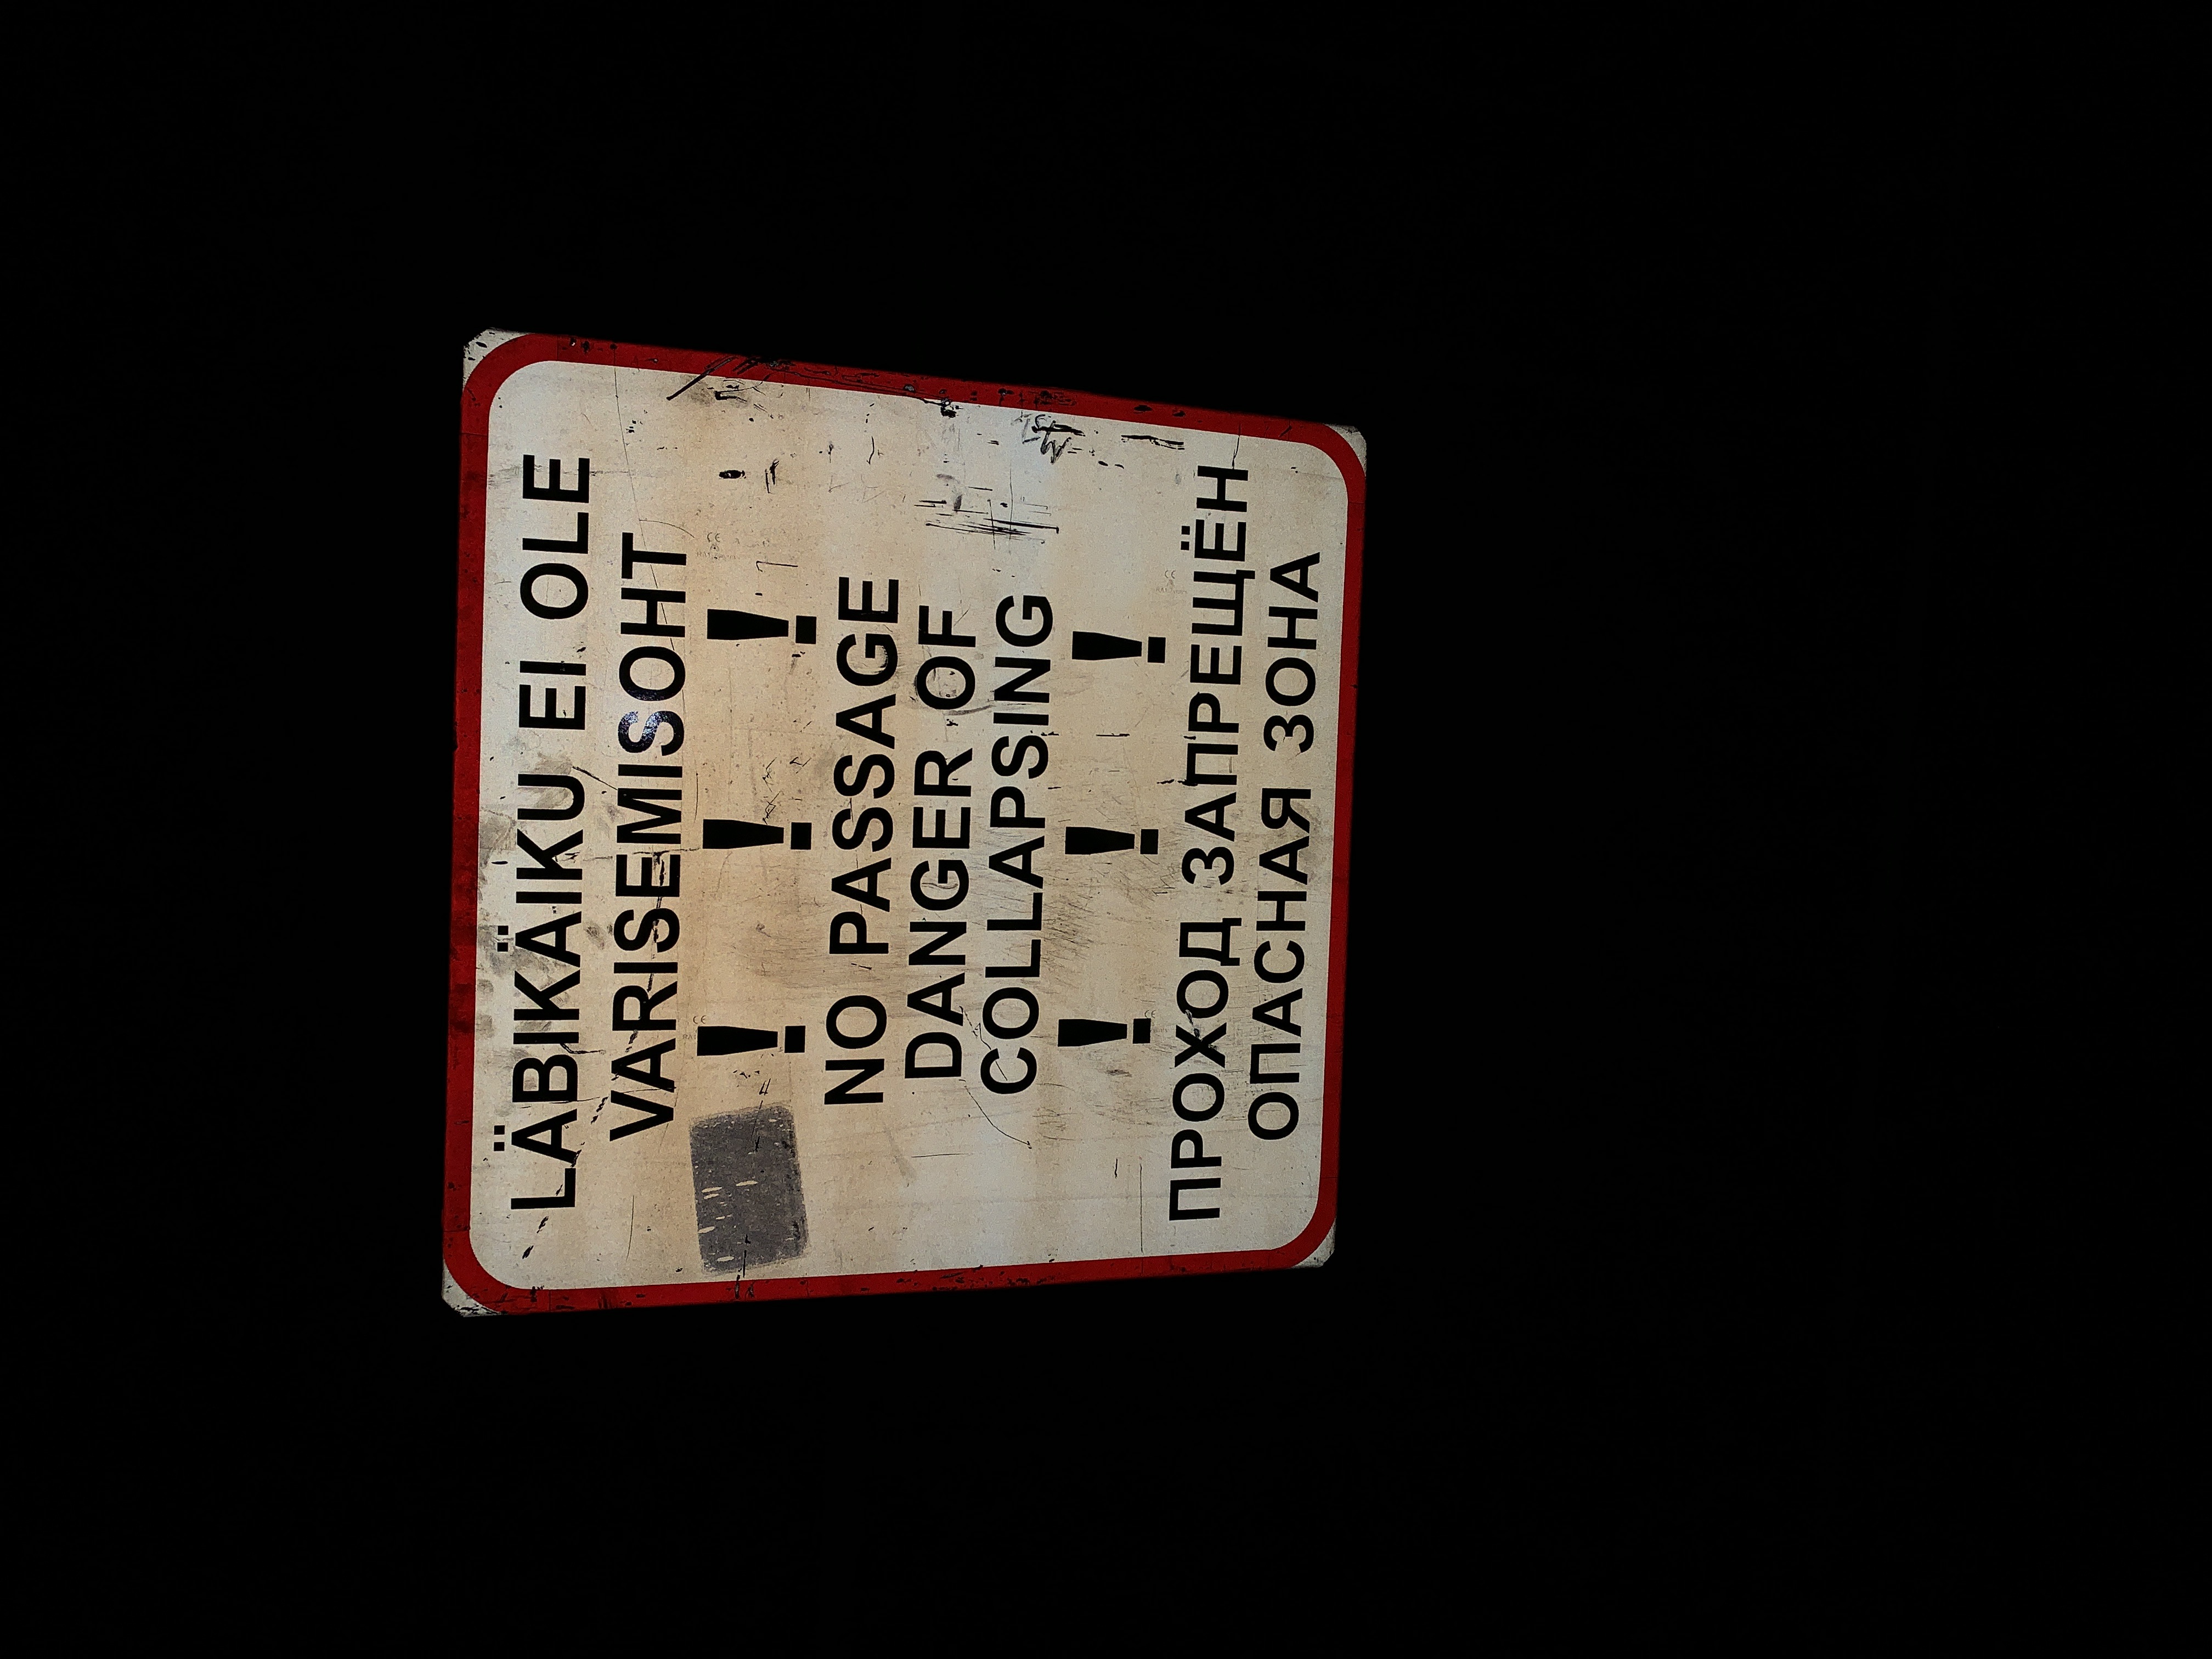 LÄBIKÄIKU EI OLE
VARISEMISOHT
! ! !
NO PASSAGE
DANGER OF
COLLAPSING
! ! !
ПРОХОД ЗАПРЕЩЁН
ОПАСНАЯ ЗОНА